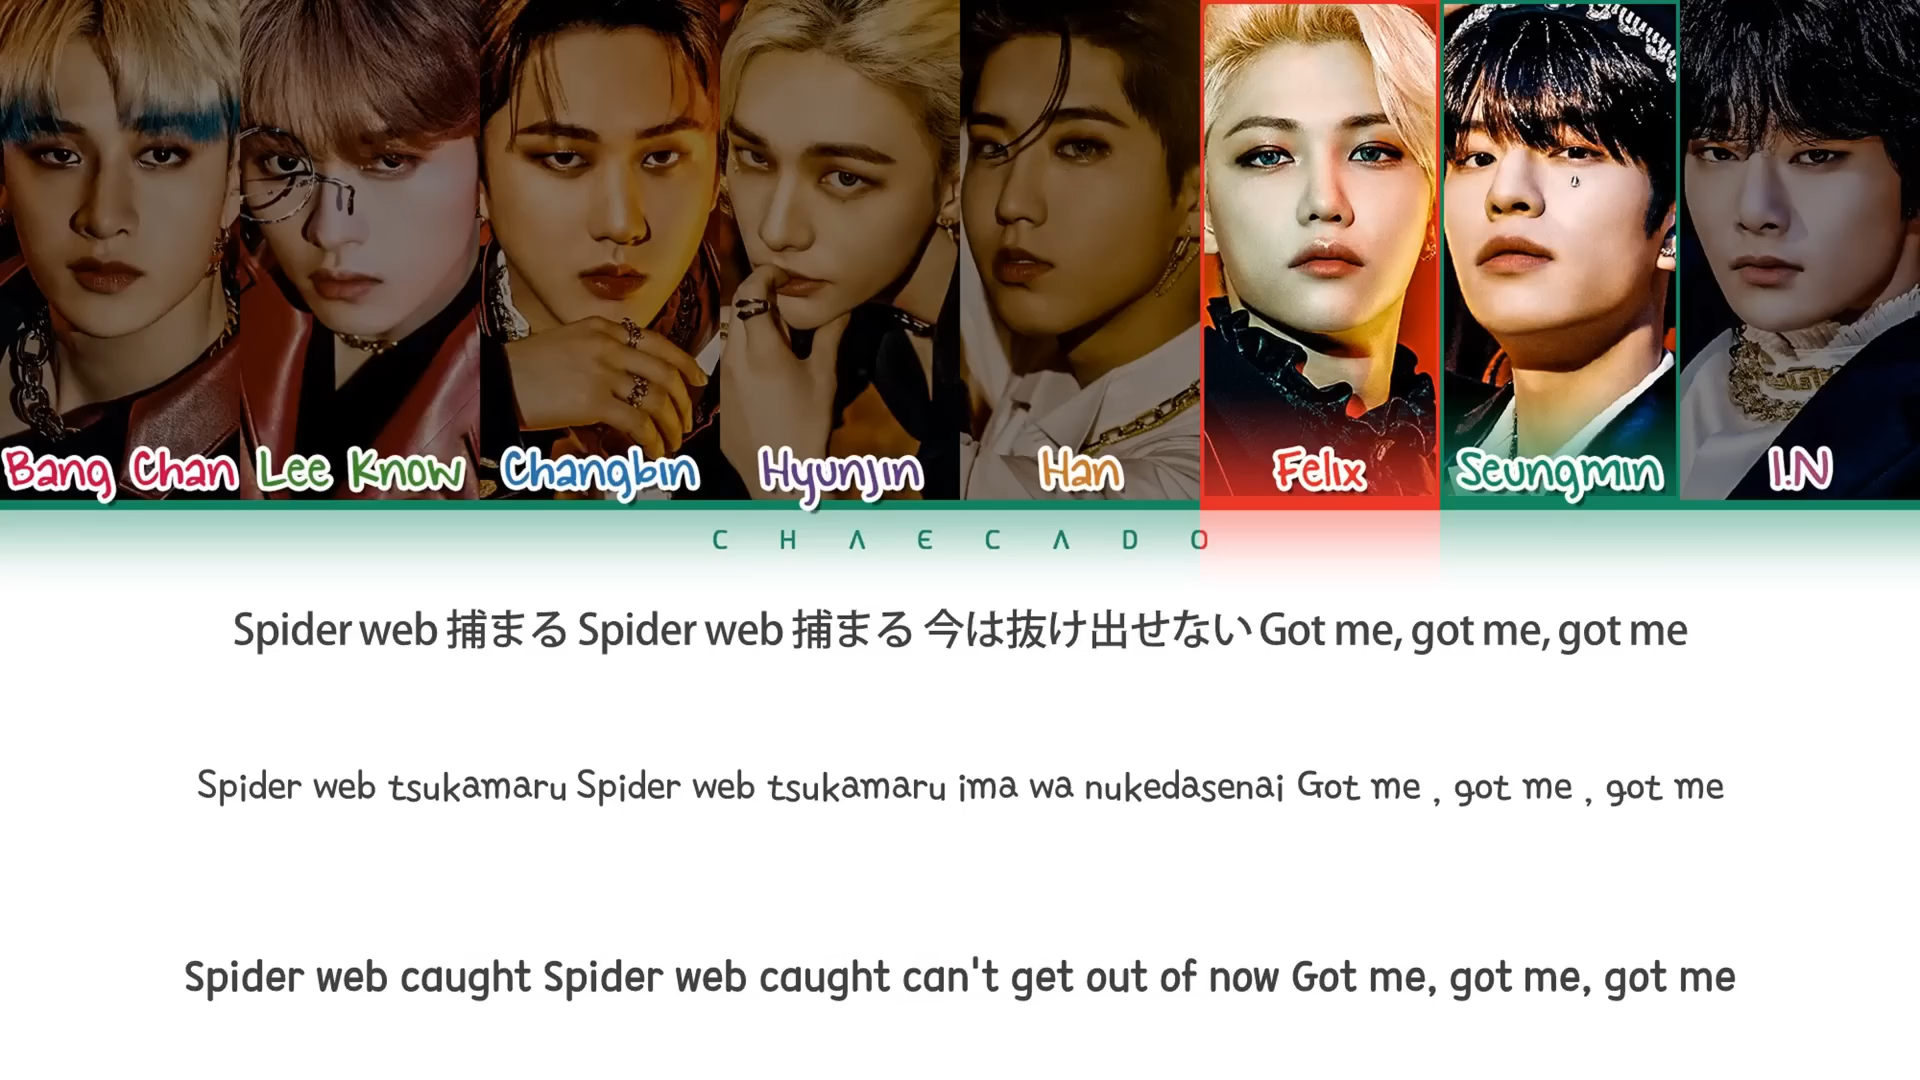 Bang Chan Lee Know Changbin Hyunjin Han Felix Seungmin I.N
CHAECADO
Spider web 捕まる Spider web 捕まる 今は抜け出せない Got me, got me, got me
Spider web tsukamaru Spider web tsukamaru ima wa nukedasenai Got me , got me , got me
Spider web caught Spider web caught can't get out of now Got me, got me, got me